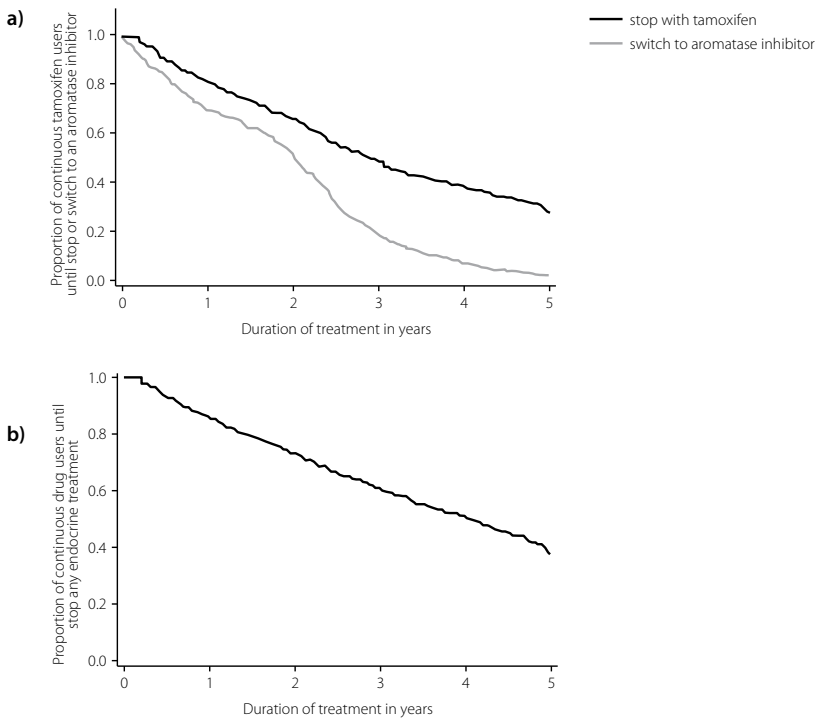 a)
stop with tamoxifen
switch to aromatase inhibitor
Proportion of continuous tamoxifen users
until stop or switch to an aromatase inhibitor
1.0
0.8
0.6
0.4
0.2
0.0
0 1 2 3 4 5
Duration of treatment in years
b)
Proportion of continuous drug users until
stop any endocrine treatment
1.0
0.8
0.6
0.4
0.2
0.0
0 1 2 3 4 5
Duration of treatment in years